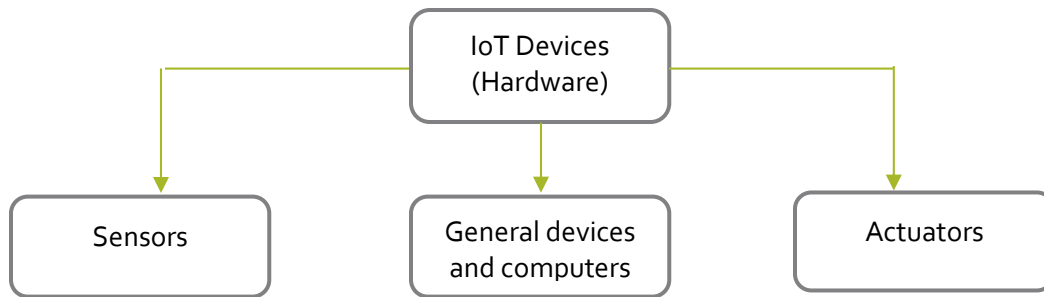 IoT Devices
(Hardware)
Sensors
General devices
and computers
Actuators